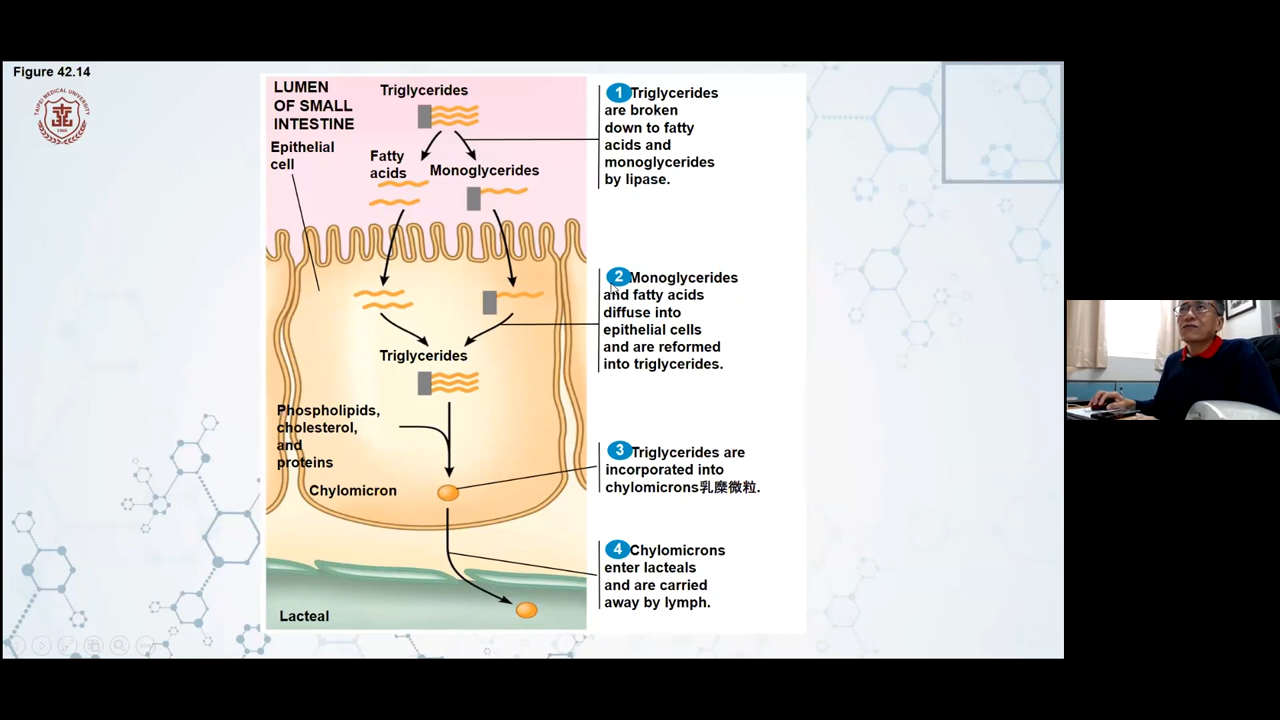 Figure 42.14
TAIPEI MEDICAL UNIVERSITY
1960
LUMEN
OF SMALL
INTESTINE
Triglycerides
Epithelial
cell
Fatty
acids
Monoglycerides
Triglycerides
Phospholipids,
cholesterol,
and
proteins
Chylomicron
Lacteal
1 Triglycerides
are broken
down to fatty
acids and
monoglycerides
by lipase.
2 Monoglycerides
and fatty acids
diffuse into
epithelial cells
and are reformed
into triglycerides.
3 Triglycerides are
incorporated into
chylomicrons乳糜微粒.
4 Chylomicrons
enter lacteals
and are carried
away by lymph.